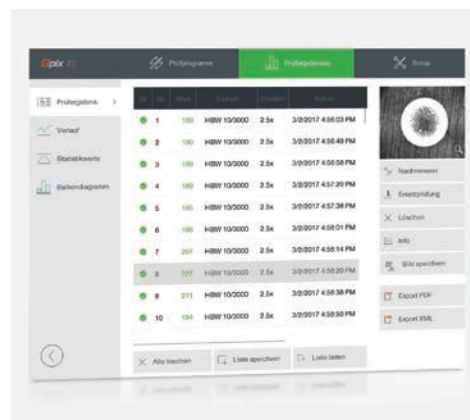 Qpix T2
Prüfprogramme
Prüfergebnisse
Setup
Prüfergebnis
Verlauf
Statistikwerte
Balkendiagramm
Nr.
1 189 HBW 10/3000 2.5x 3/2/2017 4:56:03 PM
2 190 HBW 10/3000 2.5x 3/2/2017 4:56:49 PM
3 189 HBW 10/3000 2.5x 3/2/2017 4:56:58 PM
4 189 HBW 10/3000 2.5x 3/2/2017 4:57:20 PM
5 HBW 10/3000 2.5x 3/2/2017 4:57:38 PM
6 HBW 10/3000 2.5x 3/2/2017 4:58:01 PM
7 207 HBW 10/3000 2.5x 3/2/2017 4:58:14 PM
8 HBW 10/3000 2.5x 3/2/2017 4:58:20 PM
9 211 HBW 10/3000 2.5x 3/2/2017 4:58:38 PM
10 194 HBW 10/3000 2.5x 3/2/2017 4:58:50 PM
Nachmessen
Ersatzprüfung
Löschen
Info
Bild speichern
Export PDF
Export XML
Alle löschen
Liste speichern
Liste laden